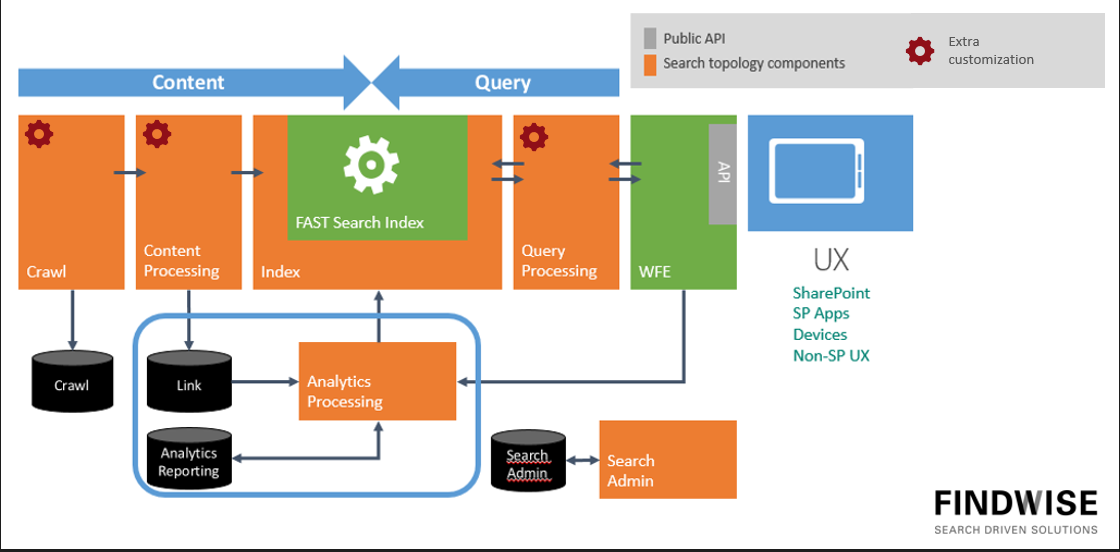 Public API
Search topology components
Extra
customization
Content
Query
FAST Search Index
API
Crawl
Content
Processing
Index
Query
Processing
WFE
UX
SharePoint
SP Apps
Devices
Non-SP UX
Crawl
Link
Analytics
Processing
Analytics
Reporting
Search
Admin
Search
Admin
FINDWISE
SEARCH DRIVEN SOLUTIONS